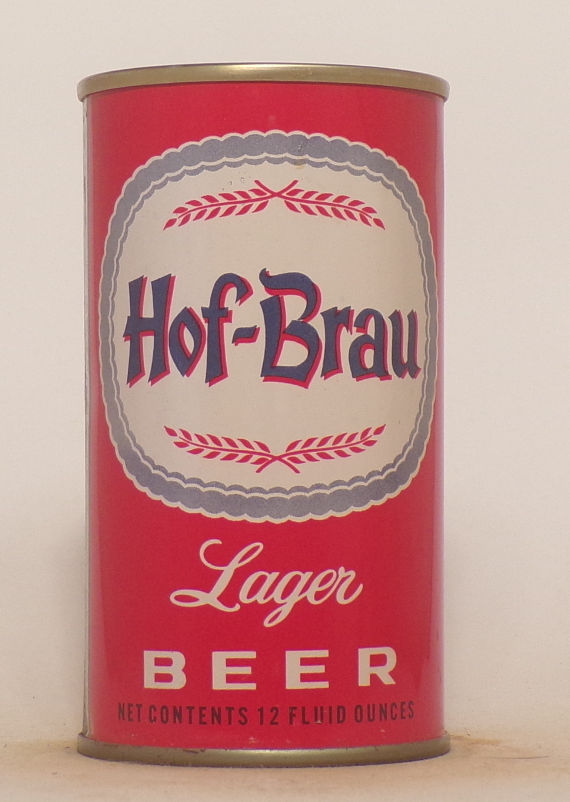 Hof-Brau
Lager
BEER
NET CONTENTS 12 FLUID OUNCES